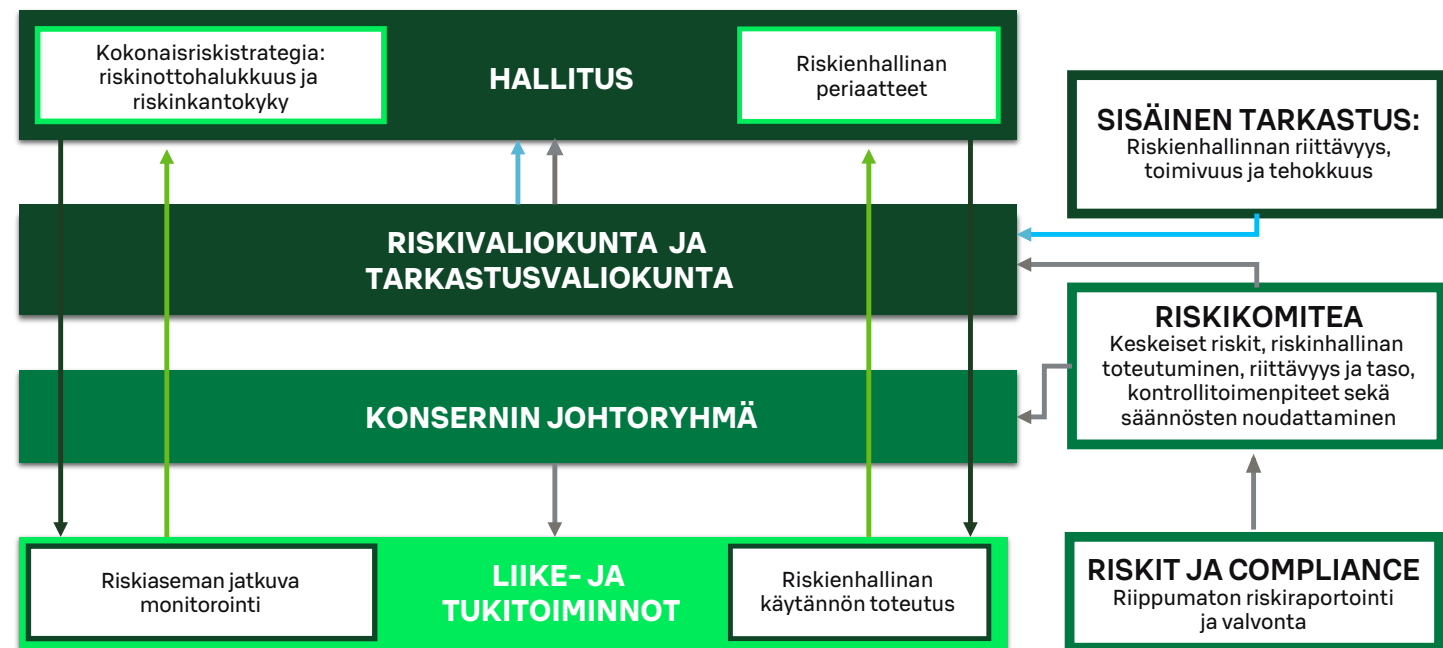 Kokonaisriskistrategia:
riskinottohalukkuus ja
riskinkantokyky
HALLITUS
Riskienhallinan
periaatteet
SISÄINEN TARKASTUS:
Riskienhallinnan riittävyys,
toimivuus ja tehokkuus
RISKIVALIOKUNTA JA
TARKASTUSVALIOKUNTA
RISKIKOMITEA
Keskeiset riskit, riskinhallinan
toteutuminen, riittävyys ja taso,
kontrollitoimenpiteet sekä
säännösten noudattaminen
KONSERNIN JOHTORYHMÄ
Riskiaseman jatkuva
monitorointi
LIIKE- JA
TUKITOIMINNOT
Riskienhallinan
käytännön toteutus
RISKIT JA COMPLIANCE
Riippumaton riskiraportointi
ja valvonta